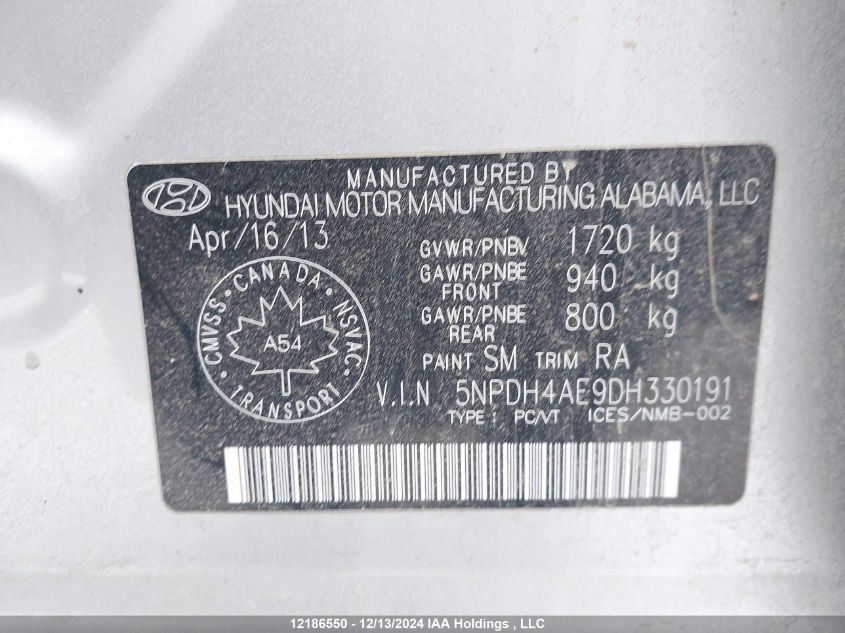 MANUFACTURED BY
HYUNDAI MOTOR MANUFACTURING ALABAMA, LLC
Apr/16/13
GVWR/PNBV 1720 kg
GAWR/PNBE FRONT 940 kg
GAWR/PNBE REAR 800 kg
PAINT SM TRIM RA
V.I.N 5NPDH4AE9DH330191
TYPE : PC/VT ICES/NMB-002
CMVSS • CANADA • NSVAC •
A54
TRANSPORT
12186550 - 12/13/2024 IAA Holdings , LLC